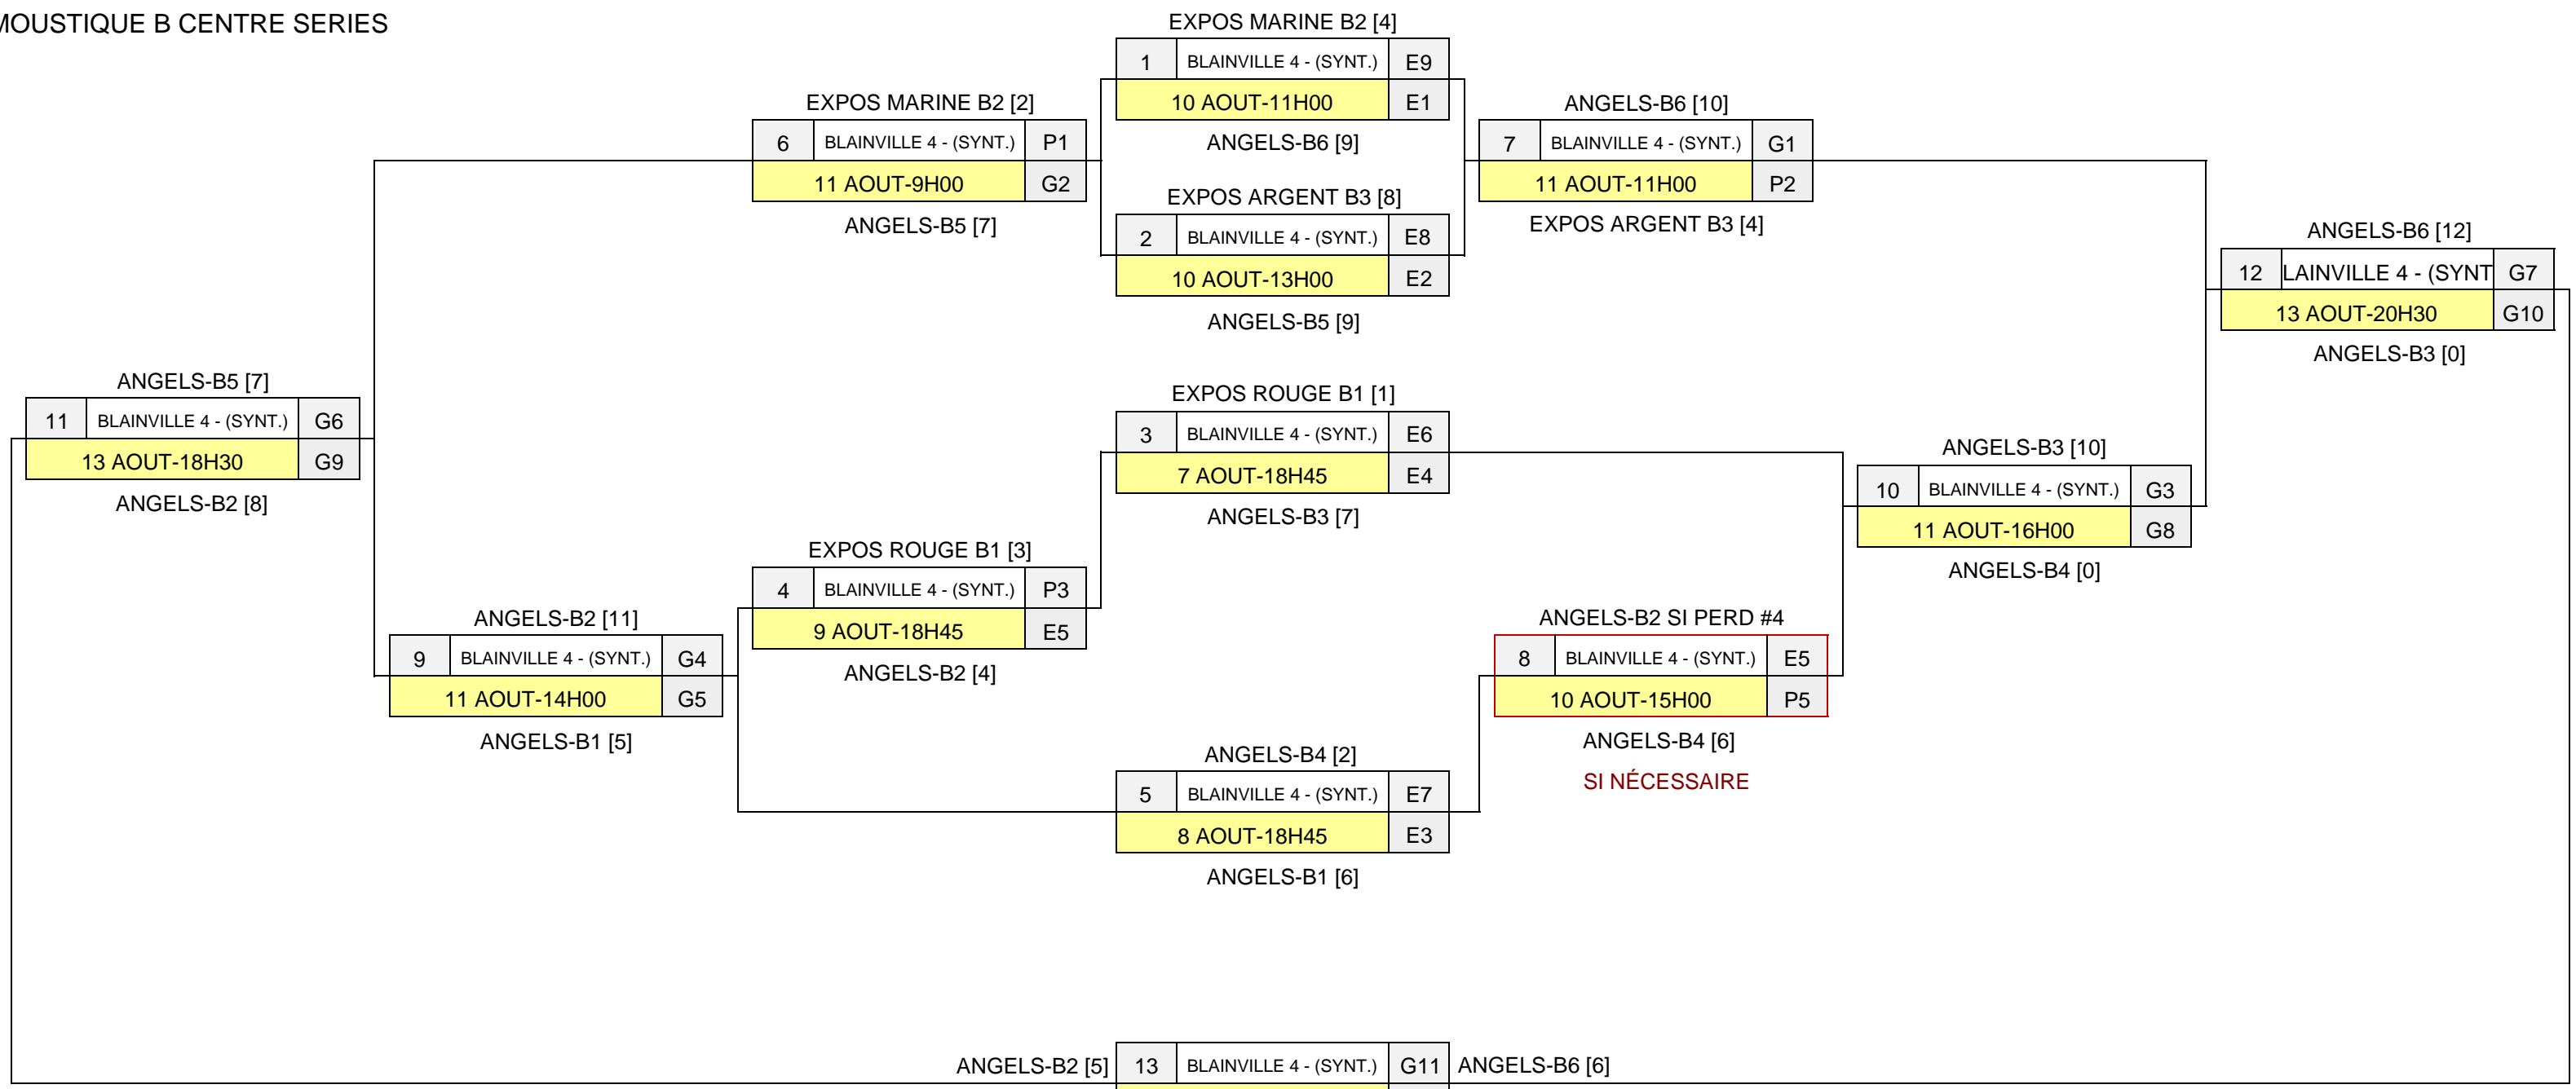 MOUSTIQUE B CENTRE SERIES
EXPOS MARINE B2 [4]
1 BLAINVILLE 4 - (SYNT.) E9
10 AOUT-11H00 E1
ANGELS-B6 [9]
EXPOS MARINE B2 [2]
6 BLAINVILLE 4 - (SYNT.) P1
11 AOUT-9H00 G2
ANGELS-B5 [7]
ANGELS-B6 [10]
7 BLAINVILLE 4 - (SYNT.) G1
11 AOUT-11H00 P2
EXPOS ARGENT B3 [4]
EXPOS ARGENT B3 [8]
2 BLAINVILLE 4 - (SYNT.) E8
10 AOUT-13H00 E2
ANGELS-B5 [9]
ANGELS-B6 [12]
12 LAINVILLE 4 - (SYNT G7
13 AOUT-20H30 G10
ANGELS-B3 [0]
ANGELS-B5 [7]
11 BLAINVILLE 4 - (SYNT.) G6
13 AOUT-18H30 G9
ANGELS-B2 [8]
EXPOS ROUGE B1 [1]
3 BLAINVILLE 4 - (SYNT.) E6
7 AOUT-18H45 E4
ANGELS-B3 [7]
ANGELS-B3 [10]
10 BLAINVILLE 4 - (SYNT.) G3
11 AOUT-16H00 G8
ANGELS-B4 [0]
EXPOS ROUGE B1 [3]
4 BLAINVILLE 4 - (SYNT.) P3
9 AOUT-18H45 E5
ANGELS-B2 [4]
ANGELS-B2 [11]
9 BLAINVILLE 4 - (SYNT.) G4
11 AOUT-14H00 G5
ANGELS-B1 [5]
ANGELS-B2 SI PERD #4
8 BLAINVILLE 4 - (SYNT.) E5
10 AOUT-15H00 P5
ANGELS-B4 [6]
SI NÉCESSAIRE
ANGELS-B4 [2]
5 BLAINVILLE 4 - (SYNT.) E7
8 AOUT-18H45 E3
ANGELS-B1 [6]
ANGELS-B2 [5] 13 BLAINVILLE 4 - (SYNT.) G11 ANGELS-B6 [6]